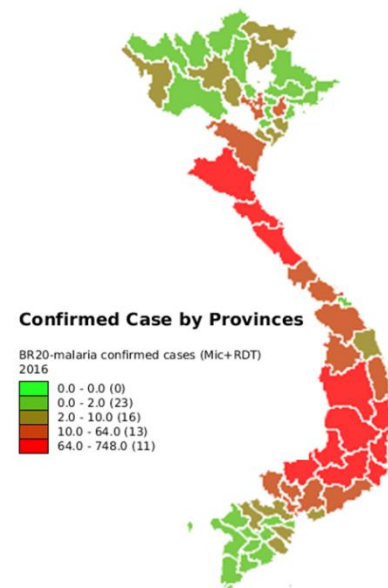 Confirmed Case by Provinces
BR20-malaria confirmed cases (Mic+RDT)
2016
0.0 - 0.0 (0)
0.0 - 2.0 (23)
2.0 - 10.0 (16)
10.0 - 64.0 (13)
64.0 - 748.0 (11)